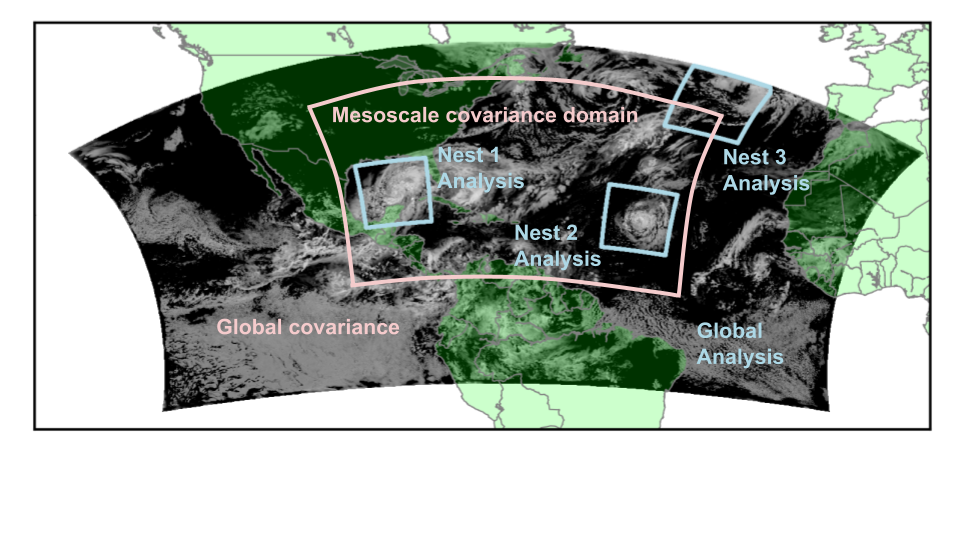 Mesoscale covariance domain
Nest 1
Analysis
Nest 3
Analysis
Nest 2
Analysis
Global covariance
Global
Analysis